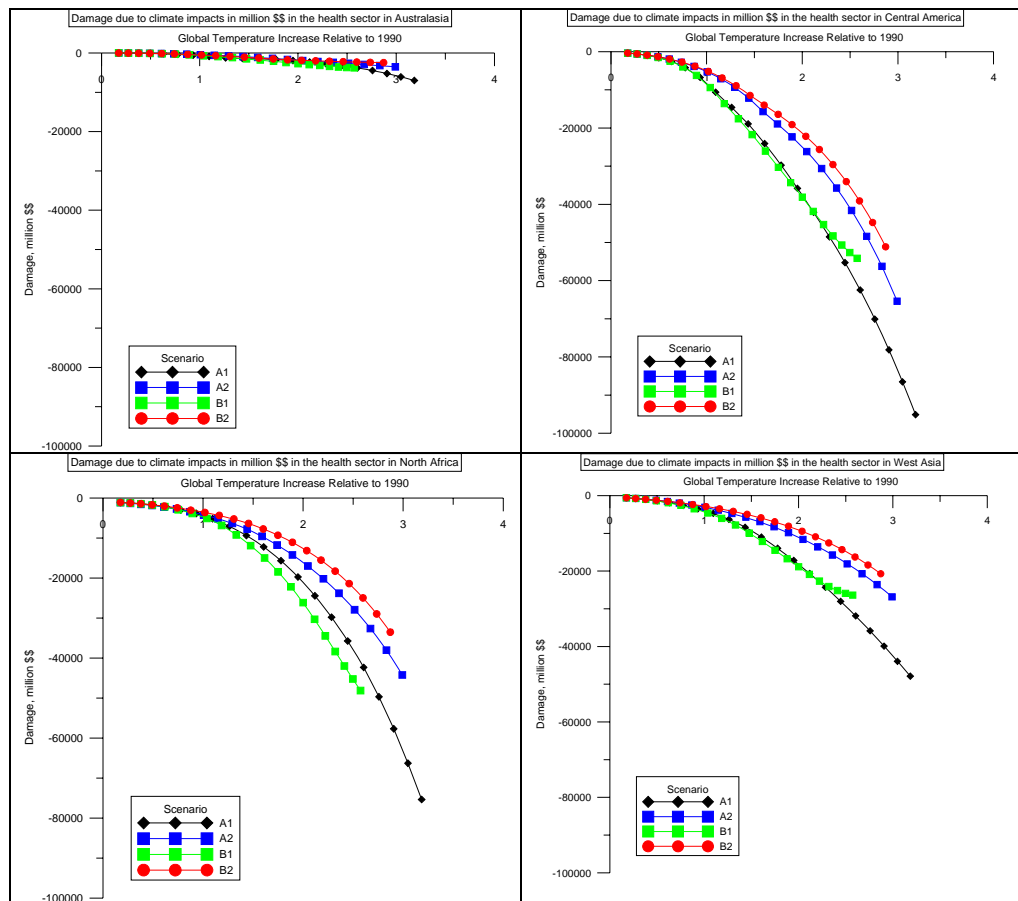 Damage due to climate impacts in million $$ in the health sector in Australasia
Global Temperature Increase Relative to 1990
0
1
2
3
4
0
-20000
-40000
-60000
-80000
-100000
Damage, million $$
Scenario
A1
A2
B1
B2
Damage due to climate impacts in million $$ in the health sector in Central America
Global Temperature Increase Relative to 1990
0
1
2
3
4
0
-20000
-40000
-60000
-80000
-100000
Damage, million $$
Scenario
A1
A2
B1
B2
Damage due to climate impacts in million $$ in the health sector in North Africa
Global Temperature Increase Relative to 1990
0
1
2
3
4
0
-20000
-40000
-60000
-80000
-100000
Damage, million $$
Scenario
A1
A2
B1
B2
Damage due to climate impacts in million $$ in the health sector in West Asia
Global Temperature Increase Relative to 1990
0
1
2
3
4
0
-20000
-40000
-60000
-80000
-100000
Damage, million $$
Scenario
A1
A2
B1
B2